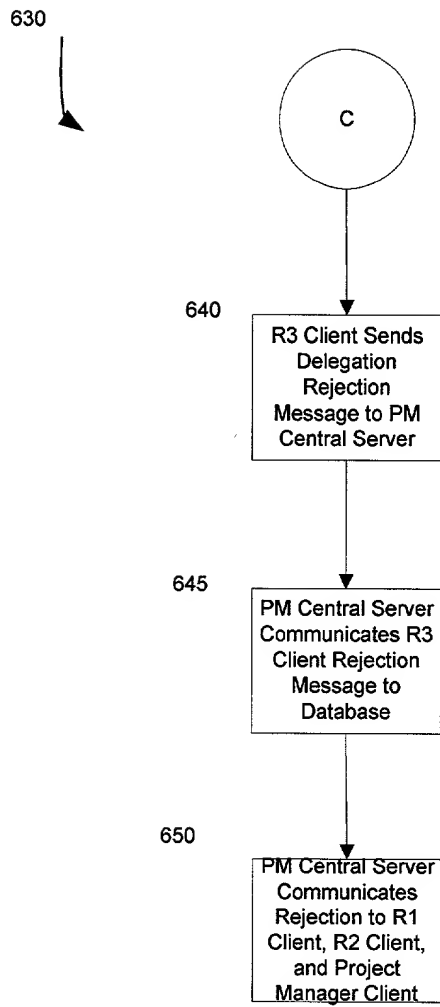 630
C
640
R3 Client Sends
Delegation
Rejection
Message to PM
Central Server
645
PM Central Server
Communicates R3
Client Rejection
Message to
Database
650
PM Central Server
Communicates
Rejection to R1
Client, R2 Client,
and Project
Manager Client